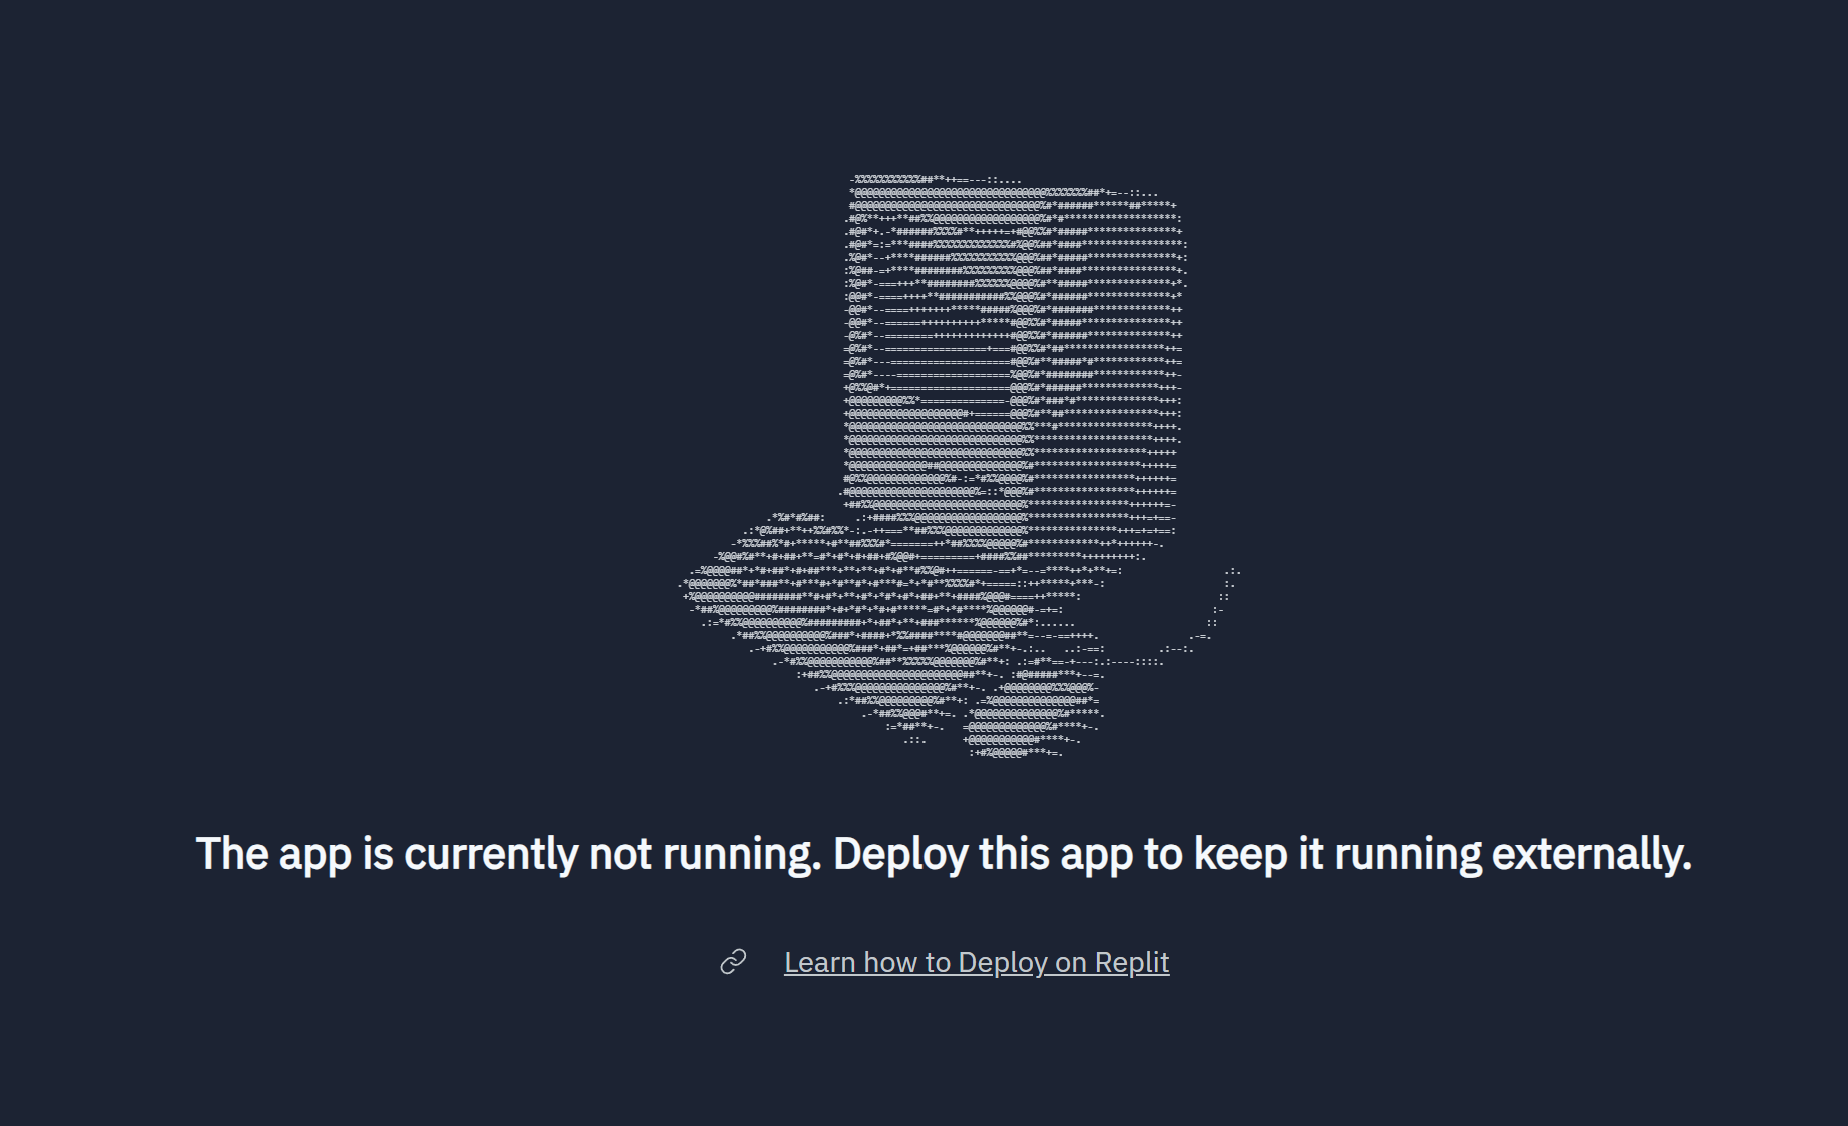 The app is currently not running. Deploy this app to keep it running externally.
Learn how to Deploy on Replit